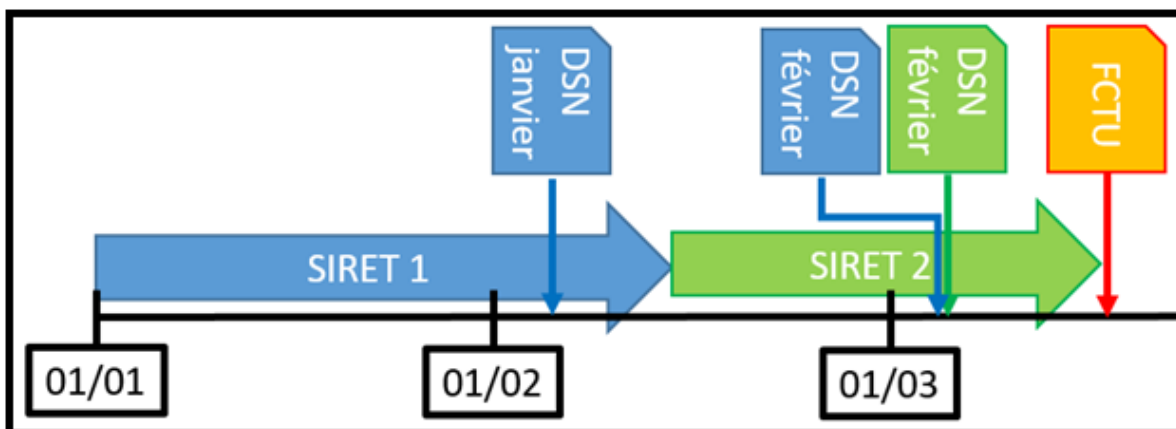 DSN
janvier
DSN
février
DSN
février
FCTU
SIRET 1
SIRET 2
01/01
01/02
01/03